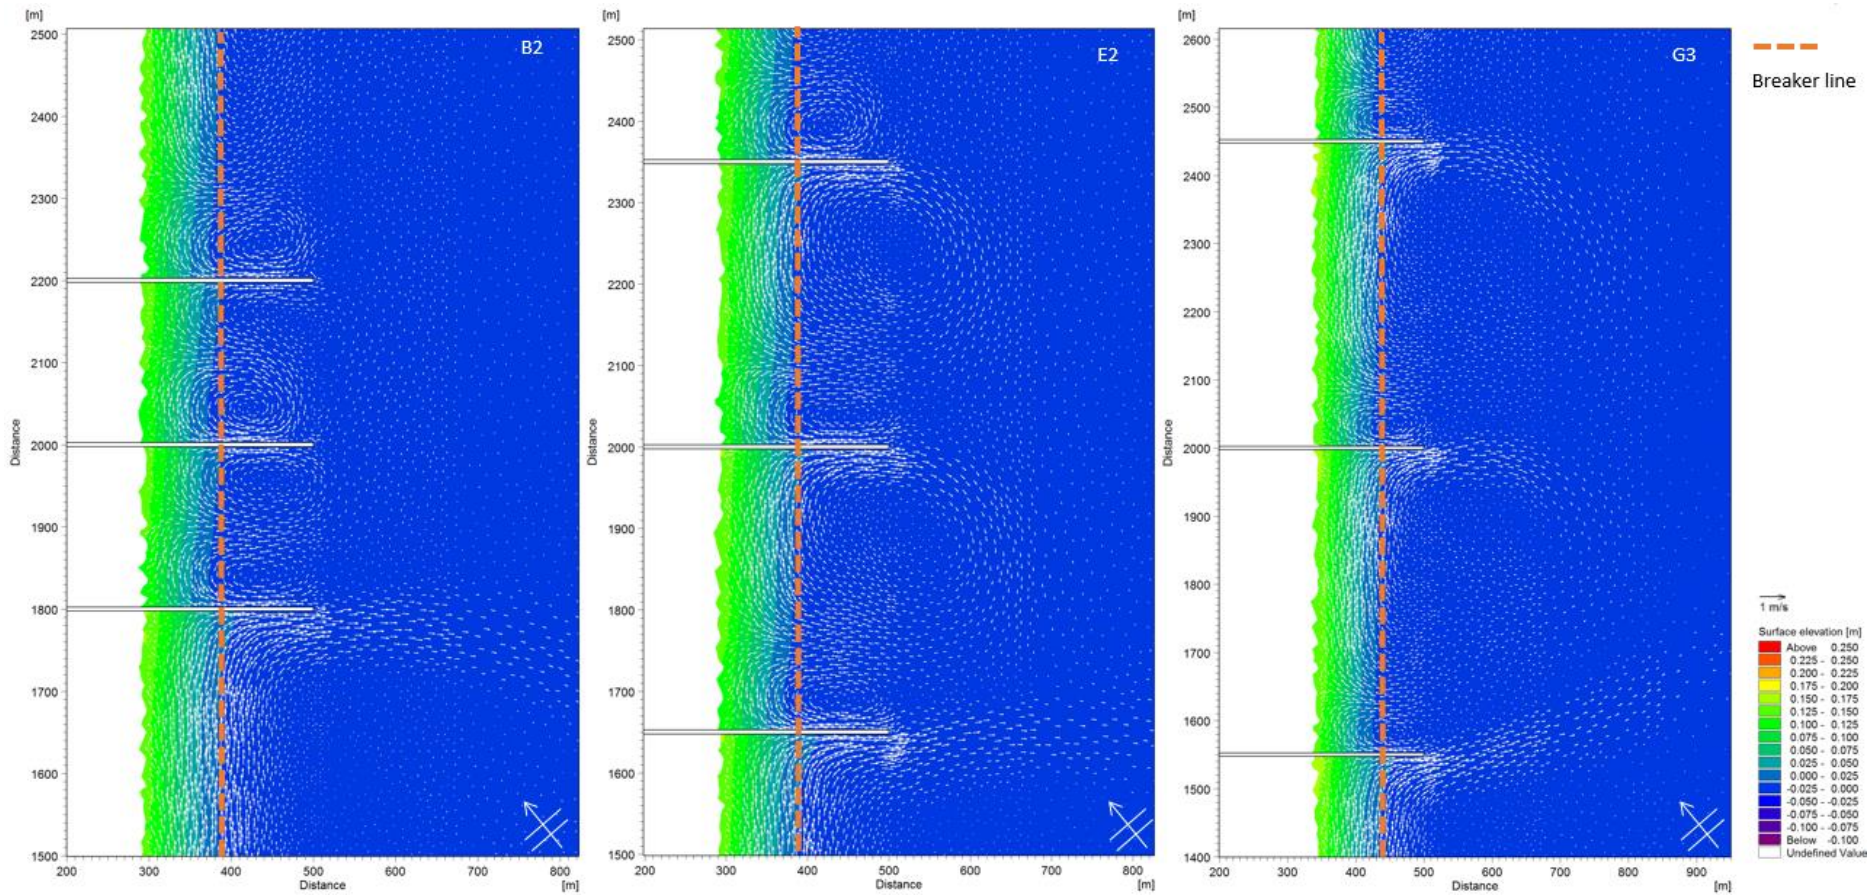 [m]
B2
2500
2400
2300
2200
2100
2000
1900
1800
1700
1600
1500
Distance
200 300 400 500 600 700 800
Distance
[m]
[m]
E2
2500
2400
2300
2200
2100
2000
1900
1800
1700
1600
1500
Distance
200 300 400 500 600 700 800
Distance
[m]
[m]
G3
2600
2500
2400
2300
2200
2100
2000
1900
1800
1700
1600
1500
1400
Distance
200 300 400 500 600 700 800 900
Distance
[m]
Breaker line
1 m/s
Surface elevation [m]
Above 0.250
0.225 - 0.250
0.200 - 0.225
0.175 - 0.200
0.150 - 0.175
0.125 - 0.150
0.100 - 0.125
0.075 - 0.100
0.050 - 0.075
0.025 - 0.050
0.000 - 0.025
-0.025 - 0.000
-0.050 - -0.025
-0.075 - -0.050
-0.100 - -0.075
Below -0.100
Undefined Value